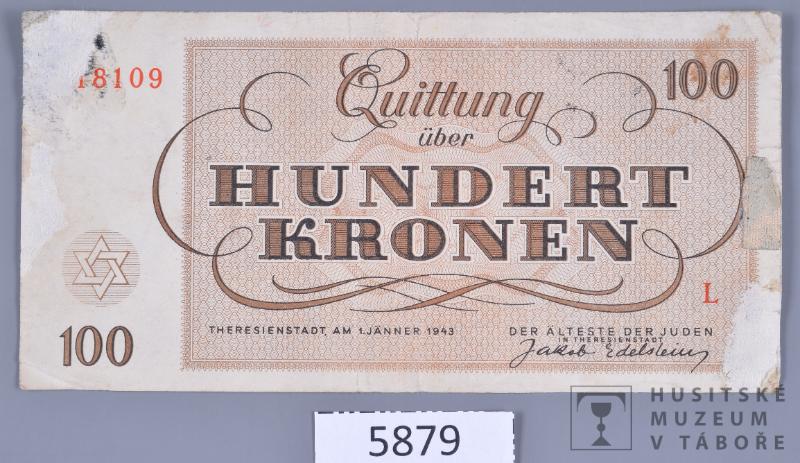 18109
100
Quittung
über
HUNDERT
KRONEN
L
THERESIENSTADT, AM 1. JÄNNER 1943
DER ÄLTESTE DER JUDEN
IN THERESIENSTADT
Jakob Edelstein
100
5879
HUSITSKÉ
MUZEUM
V TÁBOŘE